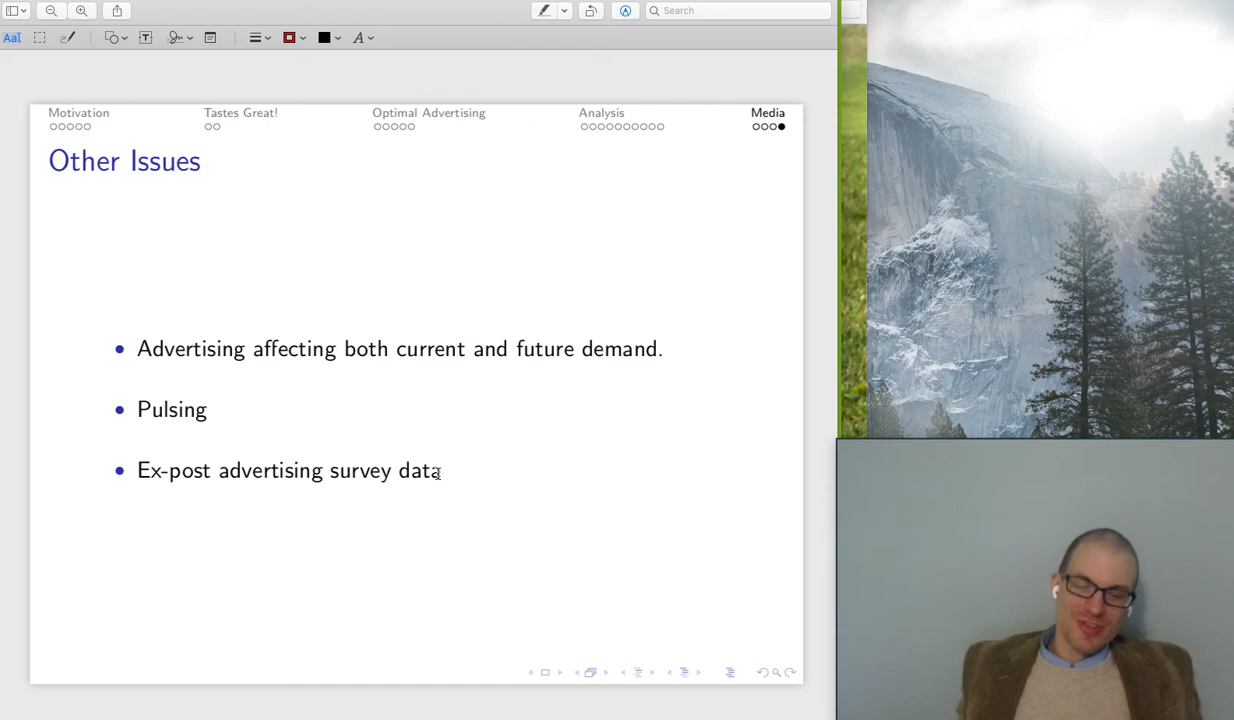 Search
AaI
T
A
Motivation
Tastes Great!
Optimal Advertising
Analysis
Media
Other Issues
• Advertising affecting both current and future demand.
• Pulsing
• Ex-post advertising survey data